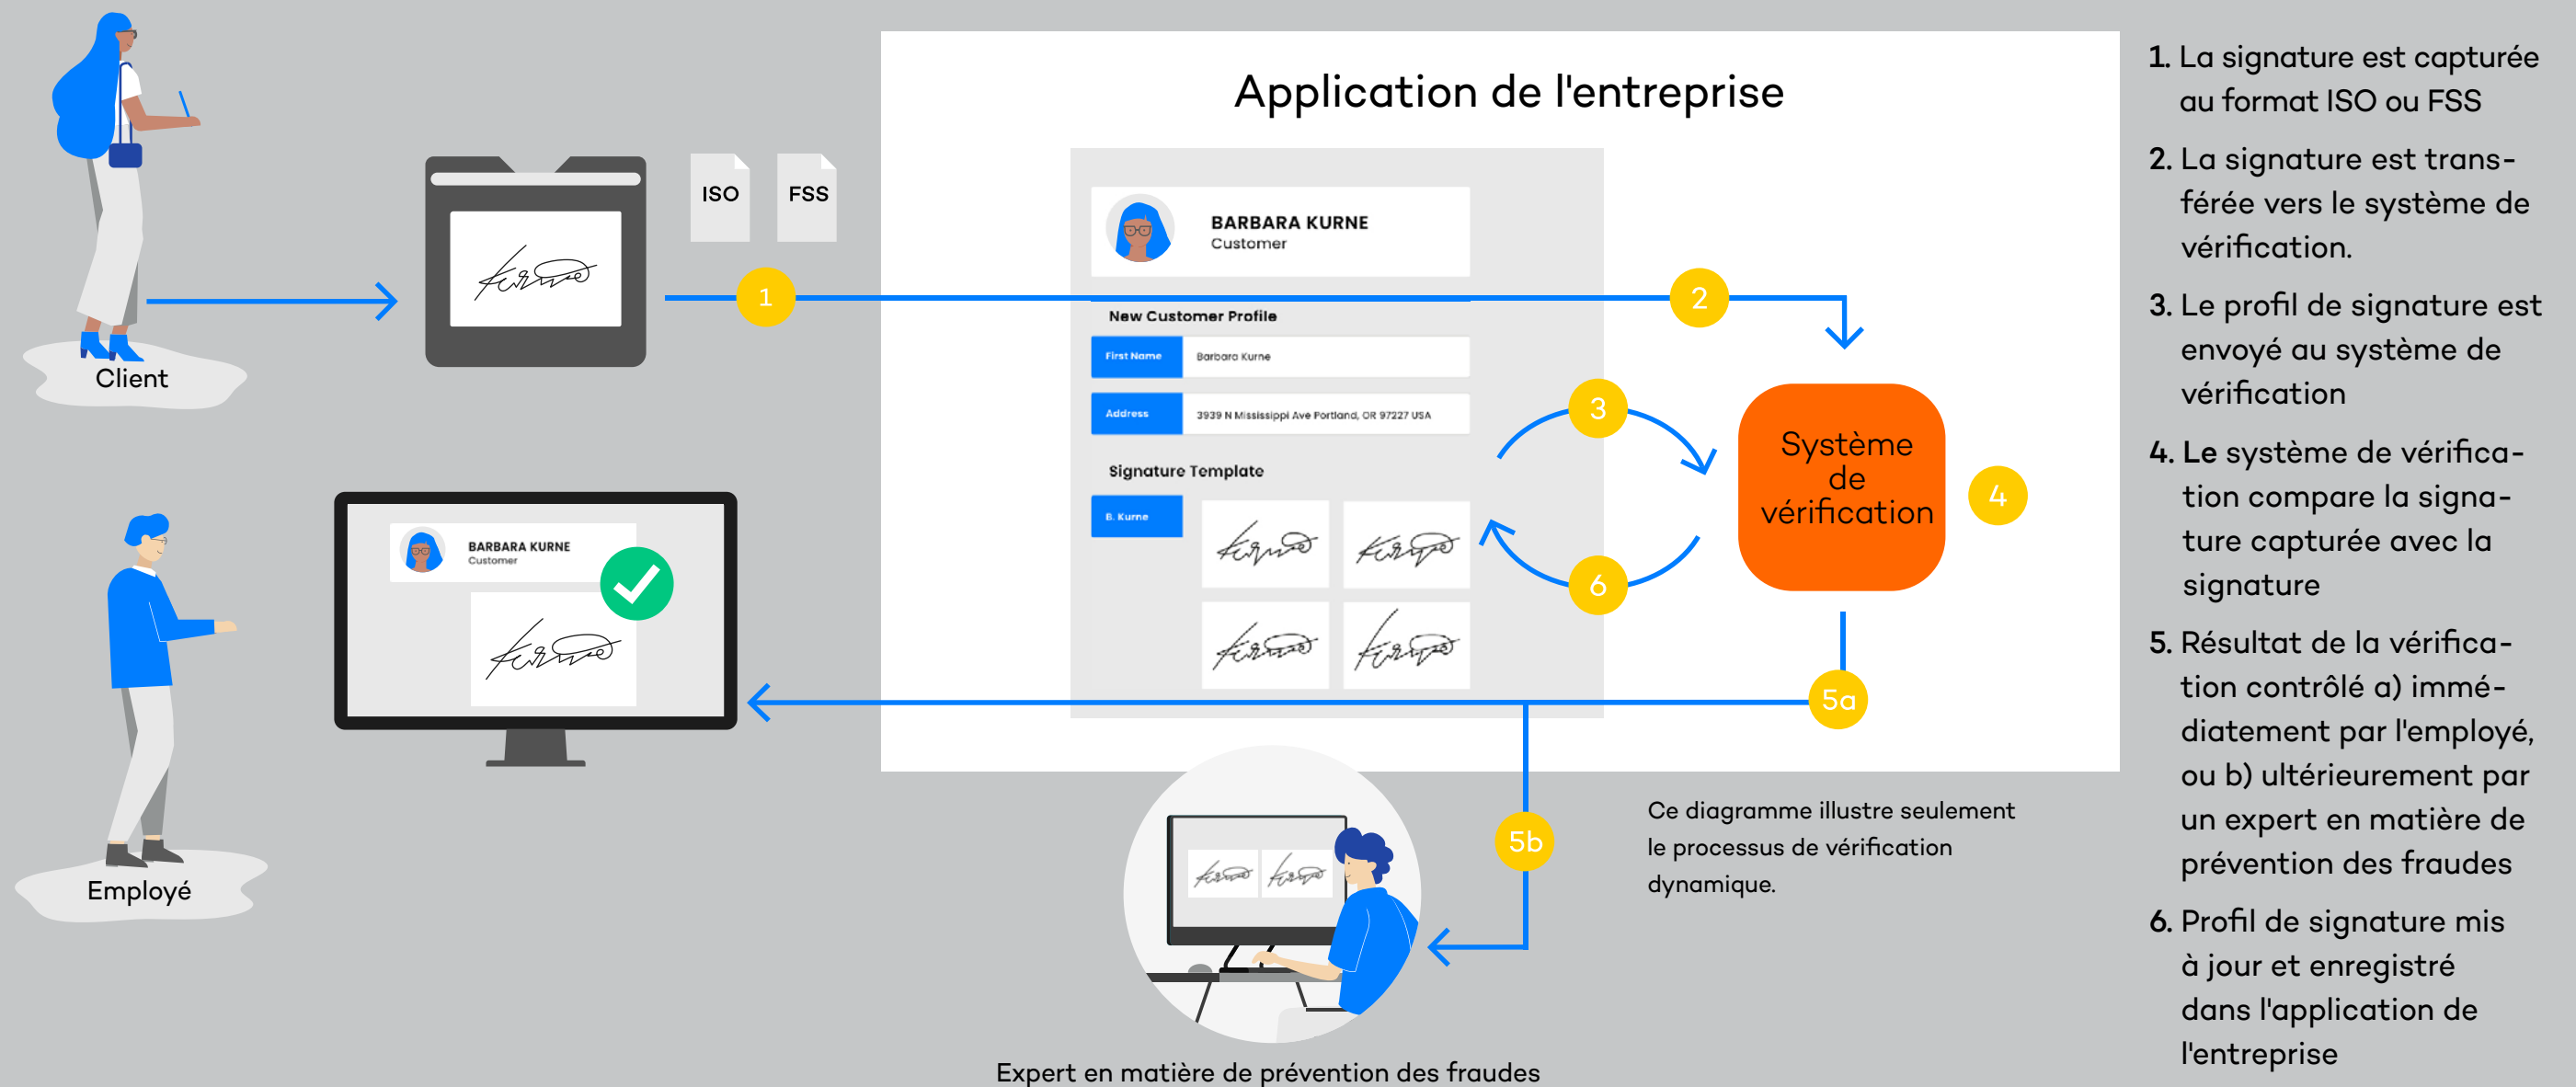 Client
ISO
FSS
1
Application de l'entreprise
BARBARA KURNE
Customer
2
New Customer Profile
First Name
Barbara Kurne
Address
3939 N Mississippi Ave Portland, OR 97227 USA
Signature Template
B. Kurne
3
6
Système
de
vérification
4
5a
5b
BARBARA KURNE
Customer
Employé
Ce diagramme illustre seulement
le processus de vérification
dynamique.
Expert en matière de prévention des fraudes
1. La signature est capturée
au format ISO ou FSS
2. La signature est trans-
férée vers le système de
vérification.
3. Le profil de signature est
envoyé au système de
vérification
4. Le système de vérifica-
tion compare la signa-
ture capturée avec la
signature
5. Résultat de la vérifica-
tion contrôlé a) immé-
diatement par l'employé,
ou b) ultérieurement par
un expert en matière de
prévention des fraudes
6. Profil de signature mis
à jour et enregistré
dans l'application de
l'entreprise